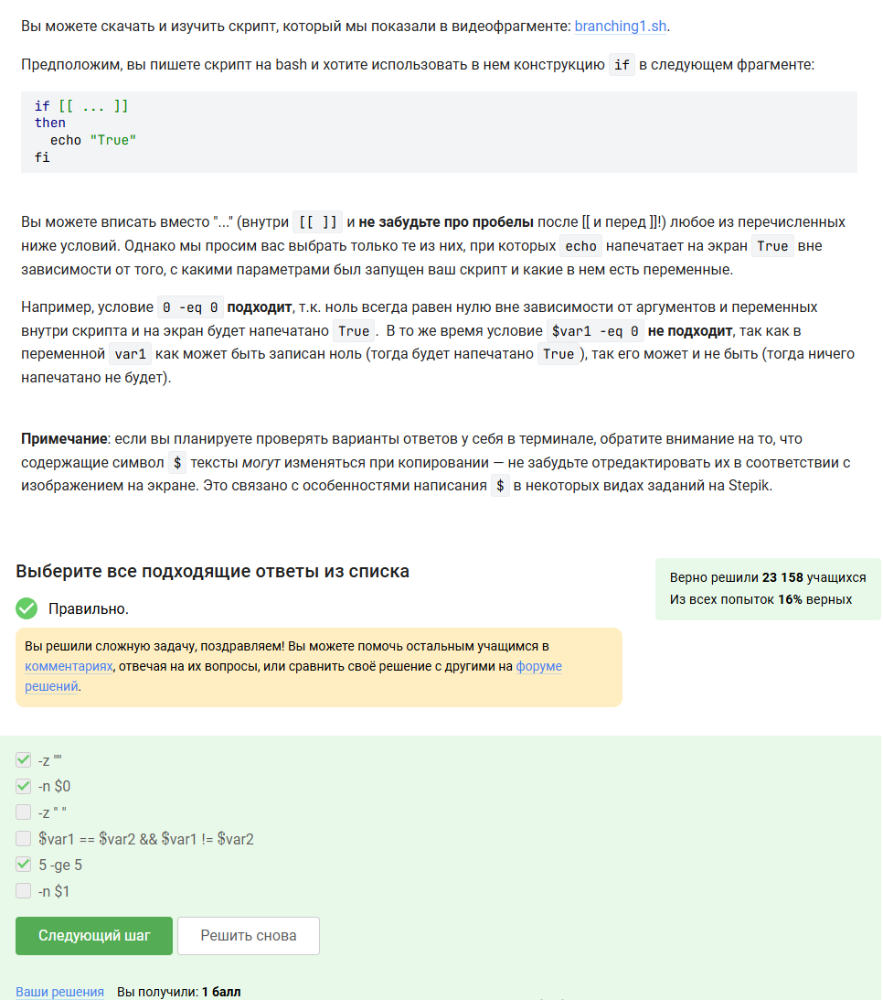 Вы можете скачать и изучить скрипт, который мы показали в видеофрагменте: branching1.sh.
Предположим, вы пишете скрипт на bash и хотите использовать в нем конструкцию if в следующем фрагменте:
if [[ ... ]]
then
  echo "True"
fi
Вы можете вписать вместо "..." (внутри [[ ]] и не забудьте про пробелы после [[ и перед ]]!) любое из перечисленных
ниже условий. Однако мы просим вас выбрать только те из них, при которых echo напечатает на экран True вне
зависимости от того, с какими параметрами был запущен ваш скрипт и какие в нем есть переменные.
Например, условие 0 -eq 0 подходит, т.к. ноль всегда равен нулю вне зависимости от аргументов и переменных
внутри скрипта и на экран будет напечатано True . В то же время условие $var1 -eq 0 не подходит, так как в
переменной var1 как может быть записан ноль (тогда будет напечатано True ), так его может и не быть (тогда ничего
напечатано не будет).
Примечание: если вы планируете проверять варианты ответов у себя в терминале, обратите внимание на то, что
содержащие символ $ тексты могут изменяться при копировании — не забудьте отредактировать их в соответствии с
изображением на экране. Это связано с особенностями написания $ в некоторых видах заданий на Stepik.
Выберите все подходящие ответы из списка
Верно решили 23 158 учащихся
Из всех попыток 16% верных
Правильно.
Вы решили сложную задачу, поздравляем! Вы можете помочь остальным учащимся в
комментариях, отвечая на их вопросы, или сравнить своё решение с другими на форуме
решений.
-z ""
-n $0
-z " "
$var1 == $var2 && $var1 != $var2
5 -ge 5
-n $1
Следующий шаг Решить снова
Ваши решения Вы получили: 1 балл